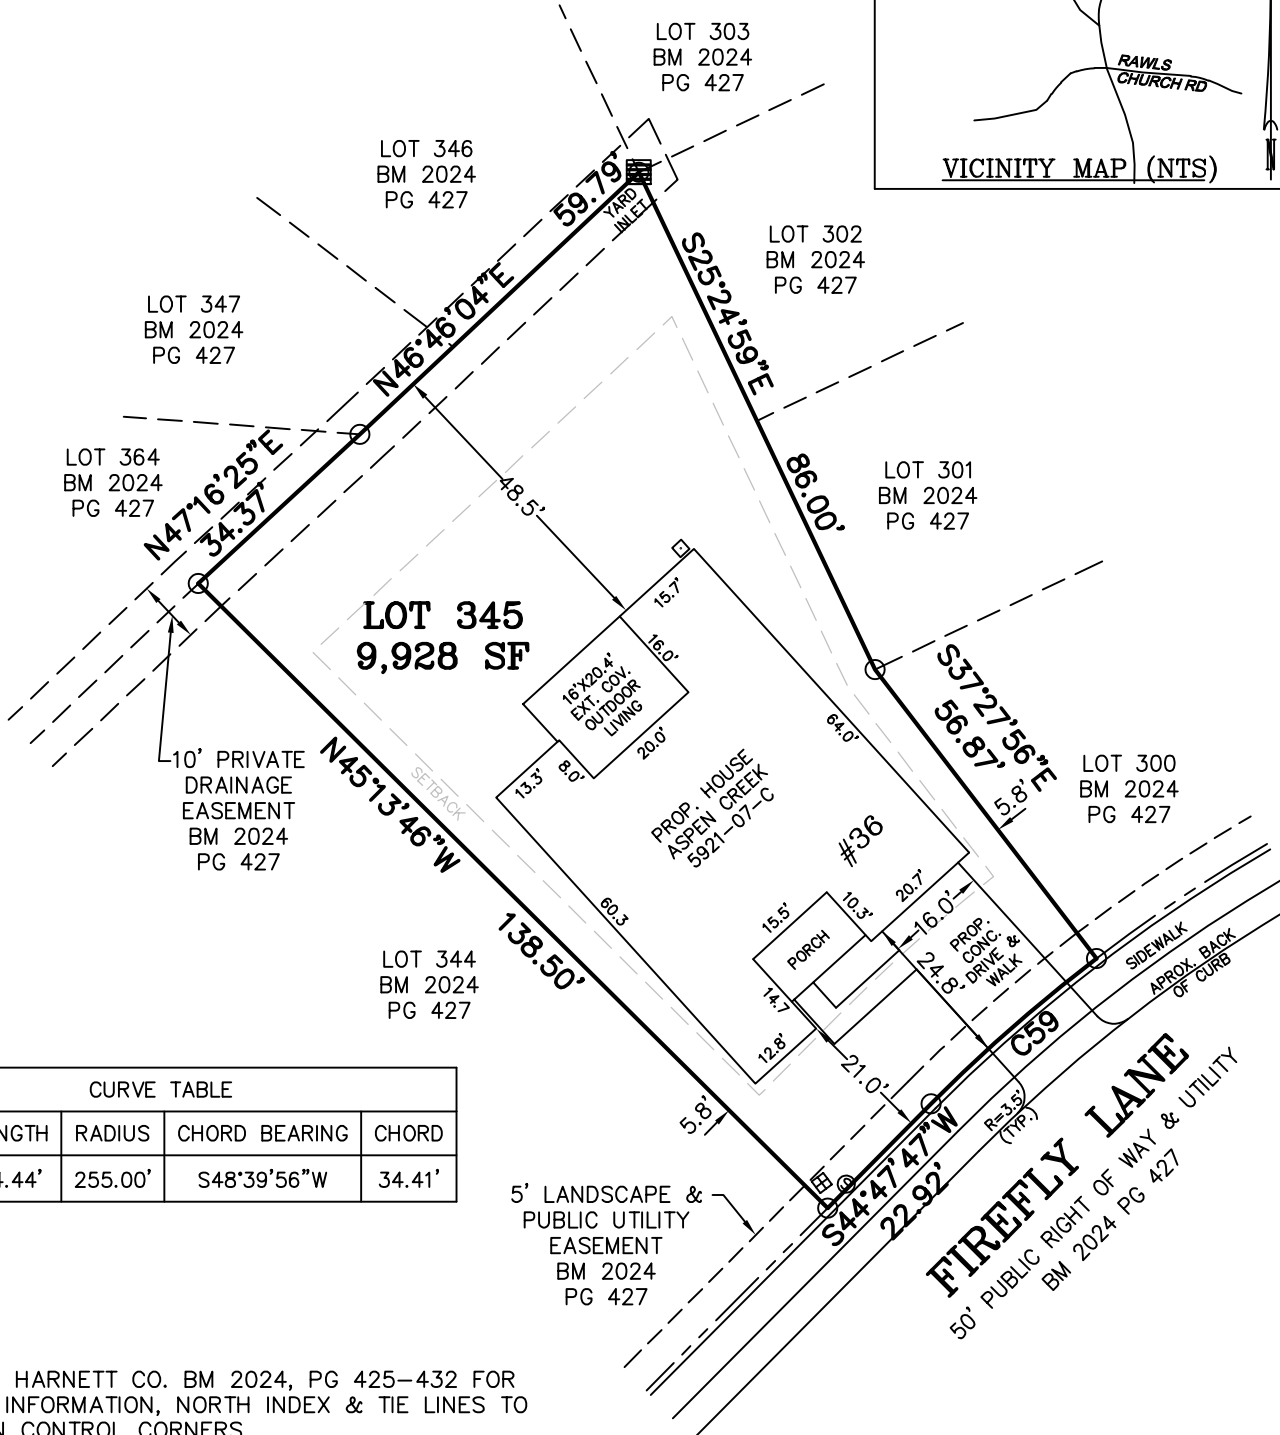 LOT 303
BM 2024
PG 427
RAWLS
CHURCH RD
VICINITY MAP (NTS)
N
LOT 346
BM 2024
PG 427
59.79'
YARD
INLET
LOT 302
BM 2024
PG 427
S25°24'59"E
86.00'
LOT 347
BM 2024
PG 427
N46°46'04"E
LOT 364
BM 2024
PG 427
N47°16'25"E
34.37'
48.5'
LOT 301
BM 2024
PG 427
LOT 345
9,928 SF
15.7'
16.0'
16'X20.4'
EXT. COV.
OUTDOOR
LIVING
20.0'
8.0'
13.3'
64.0'
S37°27'56"E
56.87'
5.8'
LOT 300
BM 2024
PG 427
10' PRIVATE
DRAINAGE
EASEMENT
BM 2024
PG 427
N45°13'46"W
138.50'
SETBACK
PROP. HOUSE
ASPEN CREEK
5921-07-C
#36
60.3
15.5'
10.3'
20.7'
16.0'
PORCH
PROP.
CONC.
DRIVE &
WALK
24.8'
14.7
12.8'
21.0'
5.8'
LOT 344
BM 2024
PG 427
SIDEWALK
APROX. BACK
OF CURB
C59
R=3.5'
(TYP.)
S44°47'47"W
22.92'
FIREFLY LANE
50' PUBLIC RIGHT OF WAY & UTILITY
BM 2024 PG 427
CURVE TABLE
NGTH RADIUS CHORD BEARING CHORD
4.44' 255.00' S48°39'56"W 34.41'
5' LANDSCAPE &
PUBLIC UTILITY
EASEMENT
BM 2024
PG 427
HARNETT CO. BM 2024, PG 425-432 FOR
INFORMATION, NORTH INDEX & TIE LINES TO
N CONTROL CORNERS